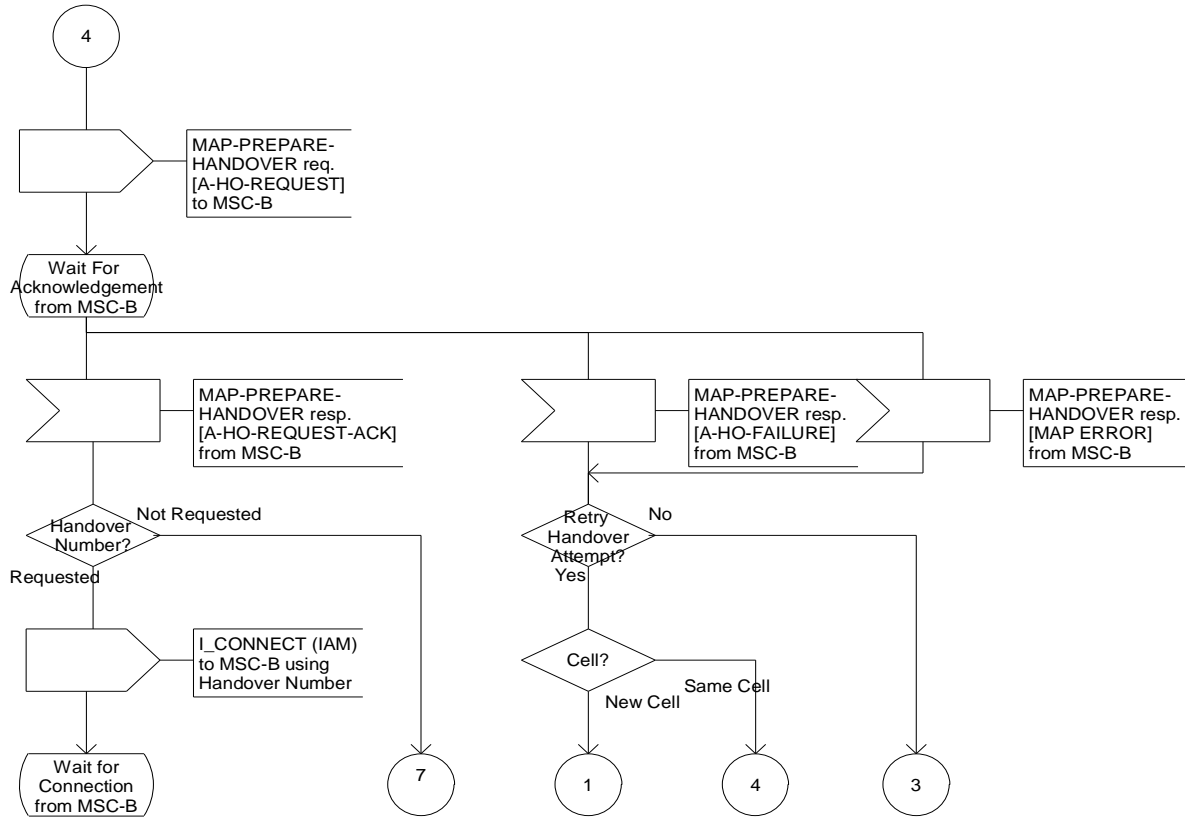 4
MAP-PREPARE-
HANDOVER req.
[A-HO-REQUEST]
to MSC-B
Wait For
Acknowledgement
from MSC-B
MAP-PREPARE-
HANDOVER resp.
[A-HO-REQUEST-ACK]
from MSC-B
MAP-PREPARE-
HANDOVER resp.
[A-HO-FAILURE]
from MSC-B
MAP-PREPARE-
HANDOVER resp.
[MAP ERROR]
from MSC-B
Handover
Number?
Not Requested
Requested
Retry
Handover
Attempt?
No
Yes
I_CONNECT (IAM)
to MSC-B using
Handover Number
Cell?
Same Cell
New Cell
Wait for
Connection
from MSC-B
7
1
4
3